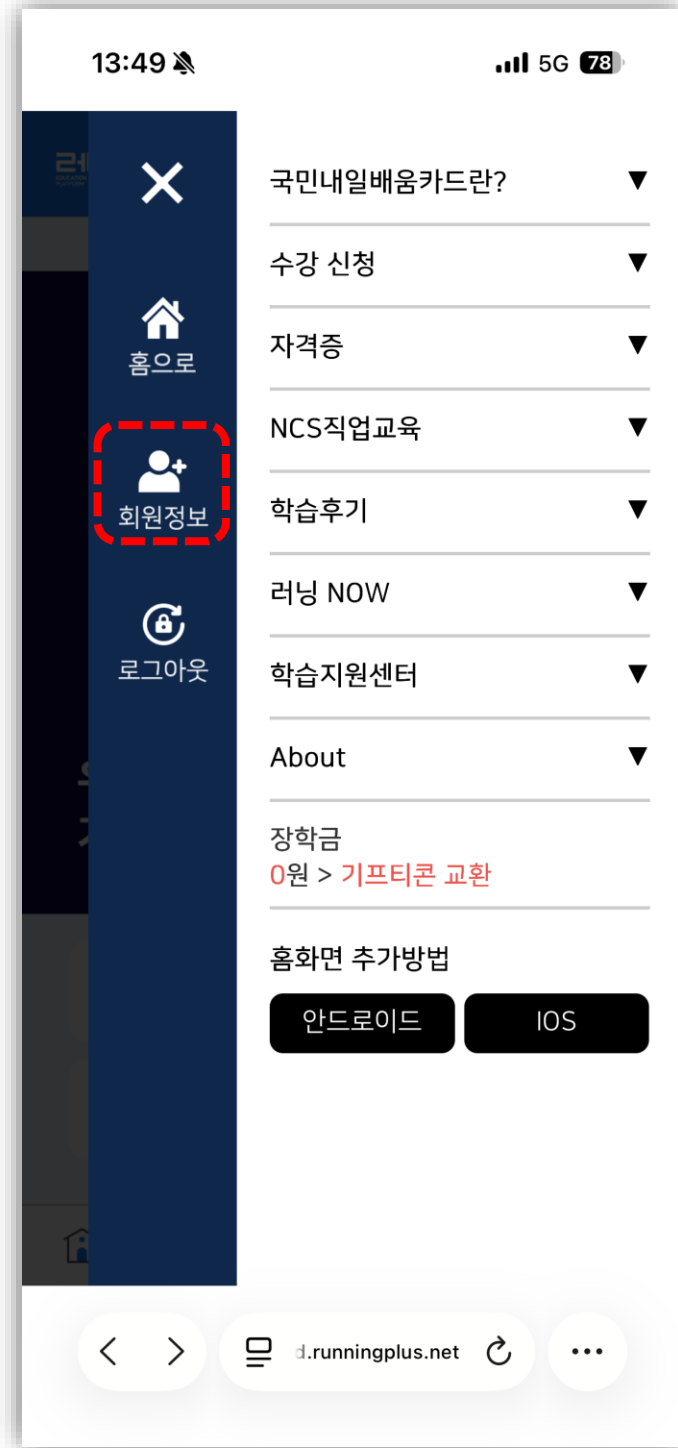 13:49
5G 78
홈으로
회원정보
로그아웃
국민내일배움카드란?
수강 신청
자격증
NCS직업교육
학습후기
러닝 NOW
학습지원센터
About
장학금
0원 > 기프티콘 교환
홈화면 추가방법
안드로이드
IOS
d.runningplus.net